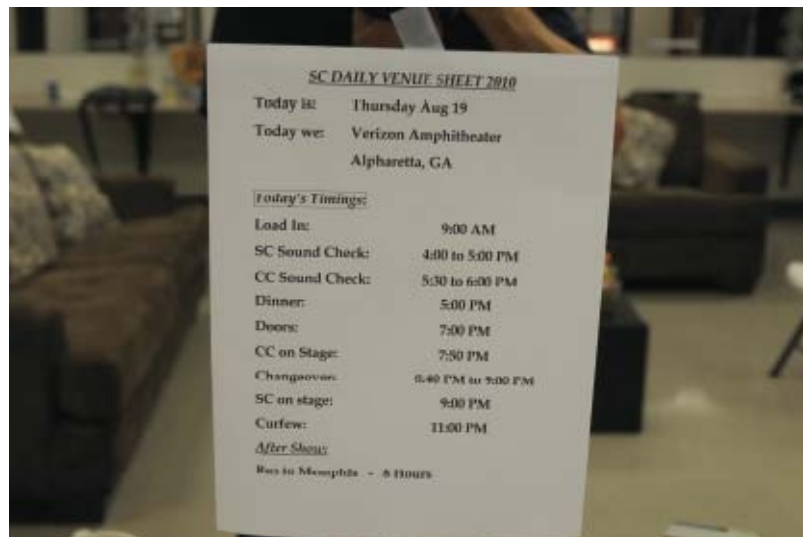 SC DAILY VENUE SHEET 2010
Today is: Thursday Aug 19
Today we: Verizon Amphitheater
Alpharetta, GA
Today's Timings:
Load In: 9:00 AM
SC Sound Check: 4:00 to 5:00 PM
CC Sound Check: 5:30 to 6:00 PM
Dinner: 5:00 PM
Doors: 7:00 PM
CC on Stage: 7:50 PM
Changeover: 8:40 PM to 9:00 PM
SC on stage: 9:00 PM
Curfew: 11:00 PM
After Show:
Bus to Memphis - Hours